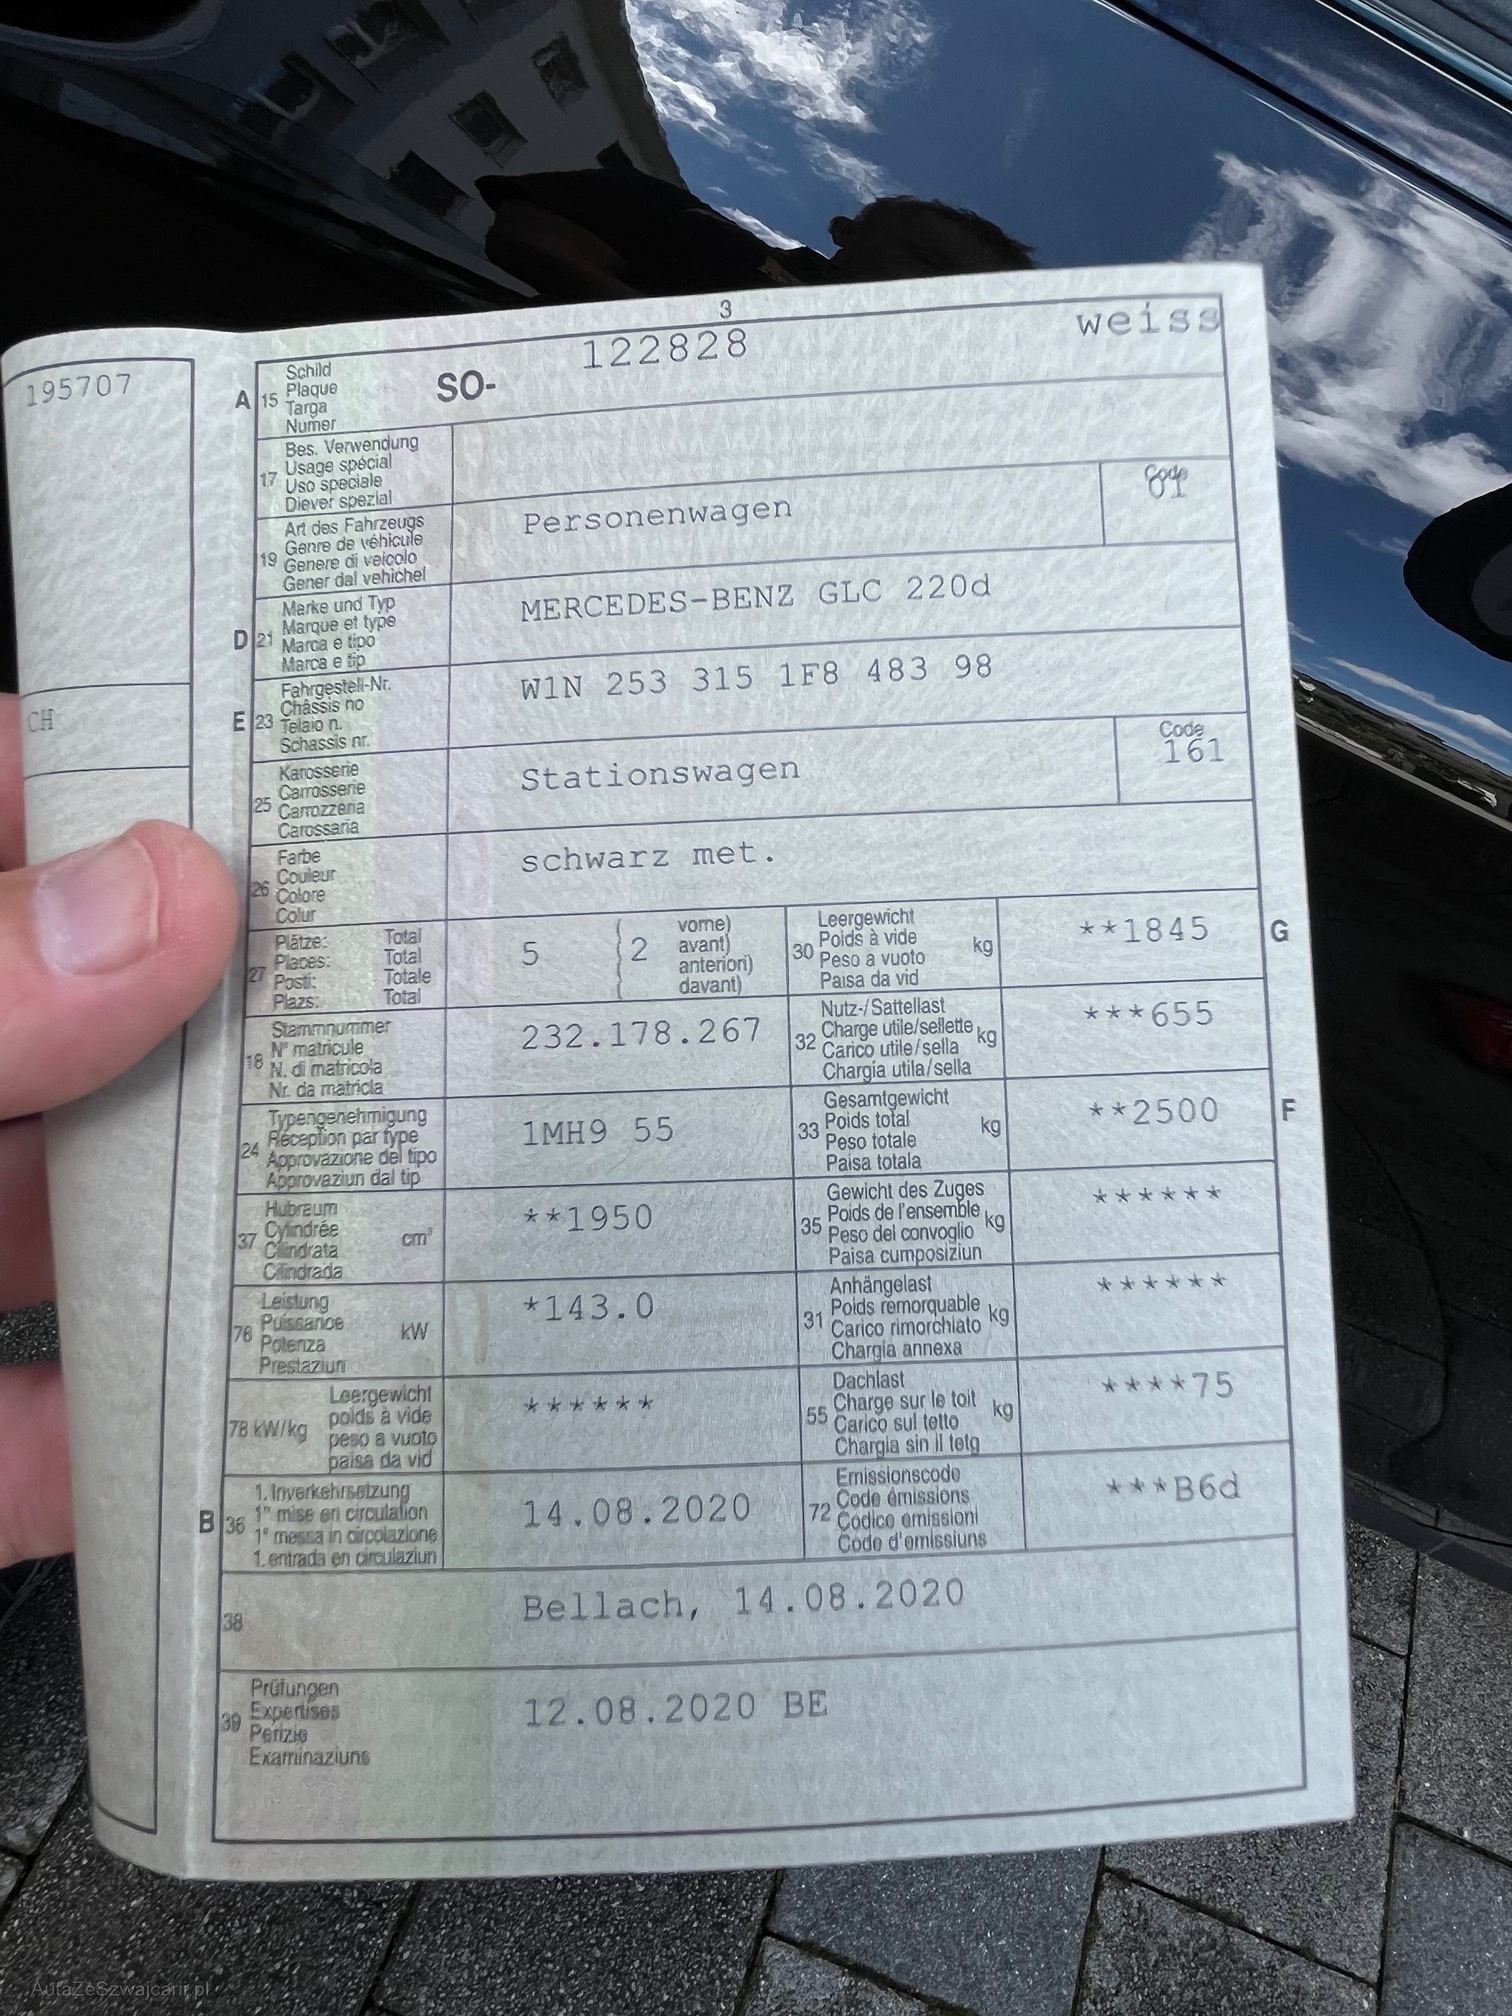 195707
CH
3
A 15 Schild
Plaque
Targa
Numer
SO- 122828 weiss
17 Bes. Verwendung
Usage spécial
Uso speciale
Diever spezial
19 Art des Fahrzeugs
Genre de véhicule
Genere di veicolo
Gener dal vehichel
Personenwagen
D 21 Marke und Typ
Marque et type
Marca e tipo
Marca e tip
MERCEDES-BENZ GLC 220d
E 23 Fahrgestell-Nr.
Châssis no
Telaio n.
Schassis nr.
W1N 253 315 1F8 483 98
25 Karosserie
Carrosserie
Carrozzeria
Carossaria
Stationswagen
Code
161
26 Farbe
Couleur
Colore
Colur
schwarz met.
27 Plätze: Total
Places: Total
Posti: Totale
Plazs: Total
5 2 vorne)
avant)
anteriori)
davant)
30 Leergewicht
Poids à vide
Peso a vuoto
Paisa da vid
kg **1845 G
18 Stammnummer
N° matricule
N. di matricola
Nr. da matricla
232.178.267
32 Nutz-/Sattellast
Charge utile/sellette
Carico utile/sella
Chargia utila/sella
kg ***655
24 Typengenehmigung
Réception par type
Approvazione del tipo
Approvaziun dal tip
1MH9 55
33 Gesamtgewicht
Poids total
Peso totale
Paisa totala
kg **2500 F
37 Hubraum
Cylindrée
Cilindrata
Cilindrada
cm³ **1950
35 Gewicht des Zuges
Poids de l'ensemble
Peso del convoglio
Paisa cumposiziun
kg ******
76 Leistung
Puissance
Potenza
Prestaziun
kW *143.0
31 Anhängelast
Poids remorquable
Carico rimorchiato
Chargia annexa
kg ******
78 kW/kg Leergewicht
poids à vide
peso a vuoto
paisa da vid
******
55 Dachlast
Charge sur le toit
Carico sul tetto
Chargia sin il tetg
kg ****75
B 36 1. Inverkehrsetzung
1re mise en circulation
1a messa in circolazione
1. entrada en circulaziun
14.08.2020
72 Emissionscode
Code émissions
Codice emissioni
Code d'emissiuns
***B6d
38 Bellach, 14.08.2020
39 Prüfungen
Expertises
Perizie
Examinaziuns
12.08.2020 BE
AutaZeSzwajcarii.pl